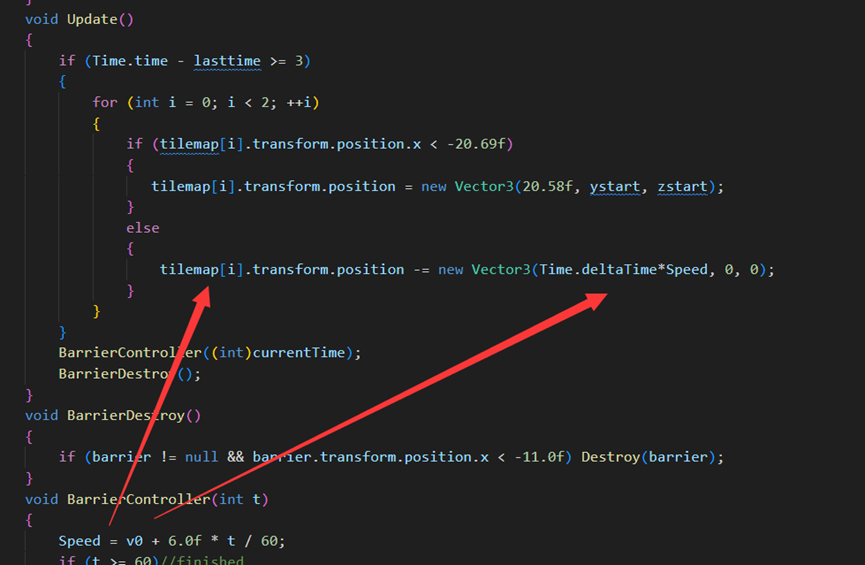 }
void Update()
{
if (Time.time - lasttime >= 3)
{
for (int i = 0; i < 2; ++i)
{
if (tilemap[i].transform.position.x < -20.69f)
{
tilemap[i].transform.position = new Vector3(20.58f, ystart, zstart);
}
else
{
tilemap[i].transform.position -= new Vector3(Time.deltaTime*Speed, 0, 0);
}
}
}
BarrierController((int)currentTime);
BarrierDestroy();
}
void BarrierDestroy()
{
if (barrier != null && barrier.transform.position.x < -11.0f) Destroy(barrier);
}
void BarrierController(int t)
{
Speed = v0 + 6.0f * t / 60;
if (t >= 60)//finished